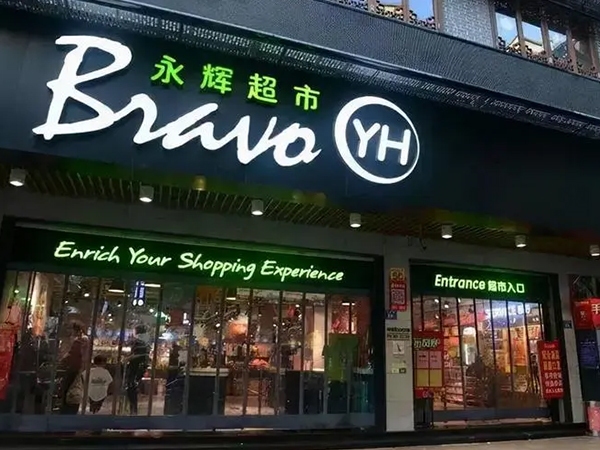 永辉超市
Bravo YH
Enrich Your Shopping Experience
Entrance 超市入口